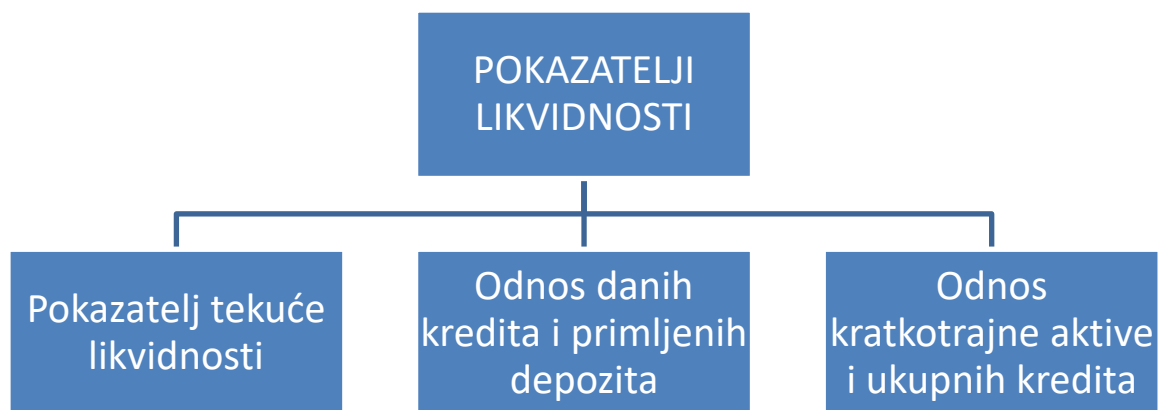 POKAZATELJI
LIKVIDNOSTI
Pokazatelj tekuće
likvidnosti
Odnos danih
kredita i primljenih
depozita
Odnos
kratkotrajne aktive
i ukupnih kredita